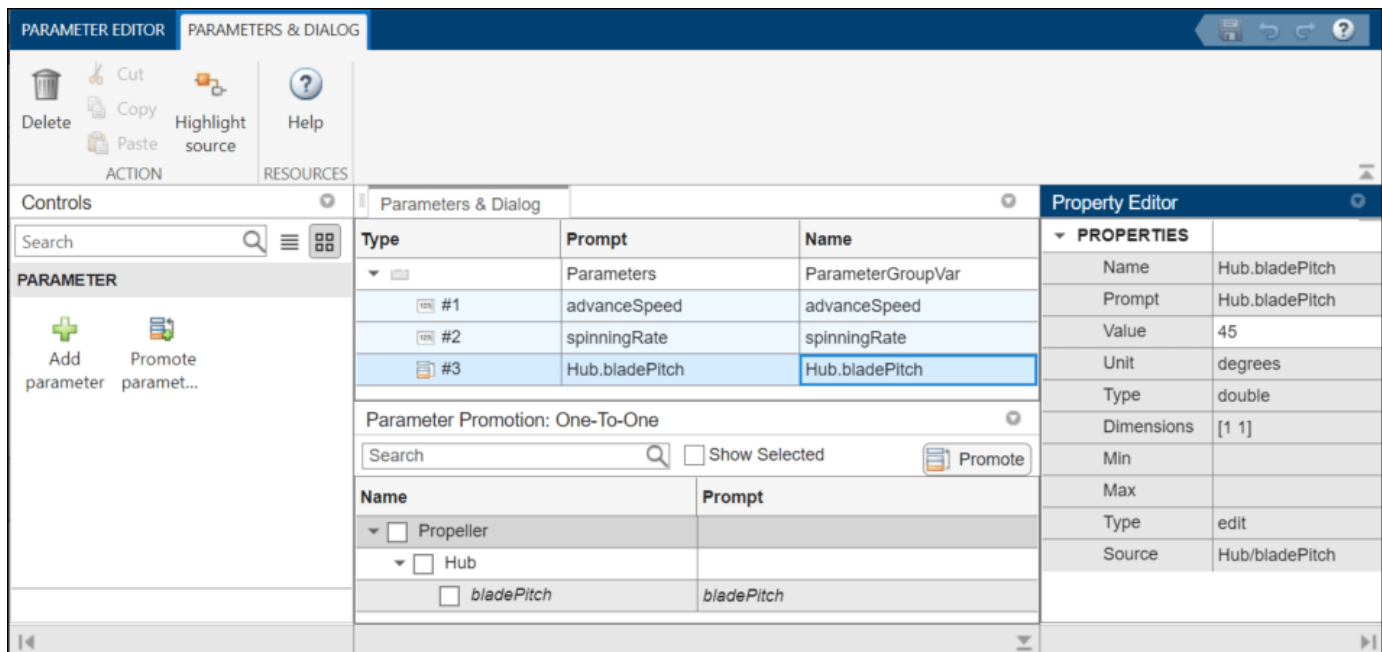 PARAMETER EDITOR PARAMETERS & DIALOG
?
Delete
Cut
Copy
Paste
Highlight
source
?
Help
ACTION
RESOURCES
Controls
Search
PARAMETER
Add
parameter
Promote
paramet...
Parameters & Dialog
Type Prompt Name
Parameters ParameterGroupVar
123 #1 advanceSpeed advanceSpeed
123 #2 spinningRate spinningRate
#3 Hub.bladePitch Hub.bladePitch
Parameter Promotion: One-To-One
Search Show Selected Promote
Name Prompt
Propeller
Hub
bladePitch bladePitch
Property Editor
PROPERTIES
Name Hub.bladePitch
Prompt Hub.bladePitch
Value 45
Unit degrees
Type double
Dimensions [1 1]
Min
Max
Type edit
Source Hub/bladePitch